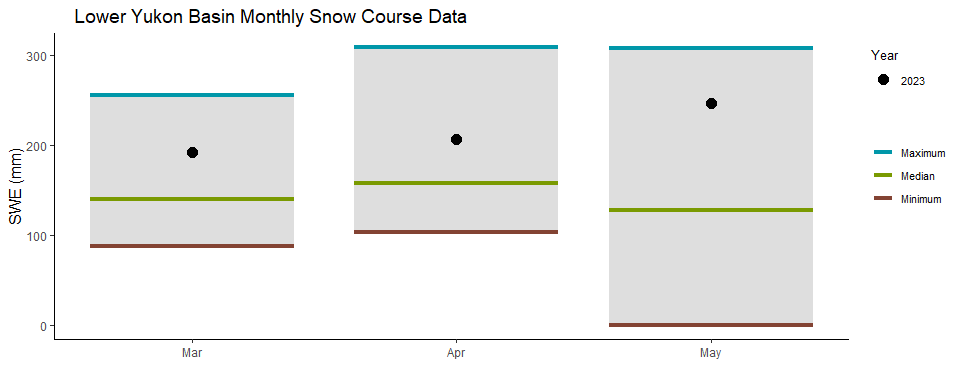 Lower Yukon Basin Monthly Snow Course Data
SWE (mm)
300
200
100
0
Mar
Apr
May
Year
2023
Maximum
Median
Minimum